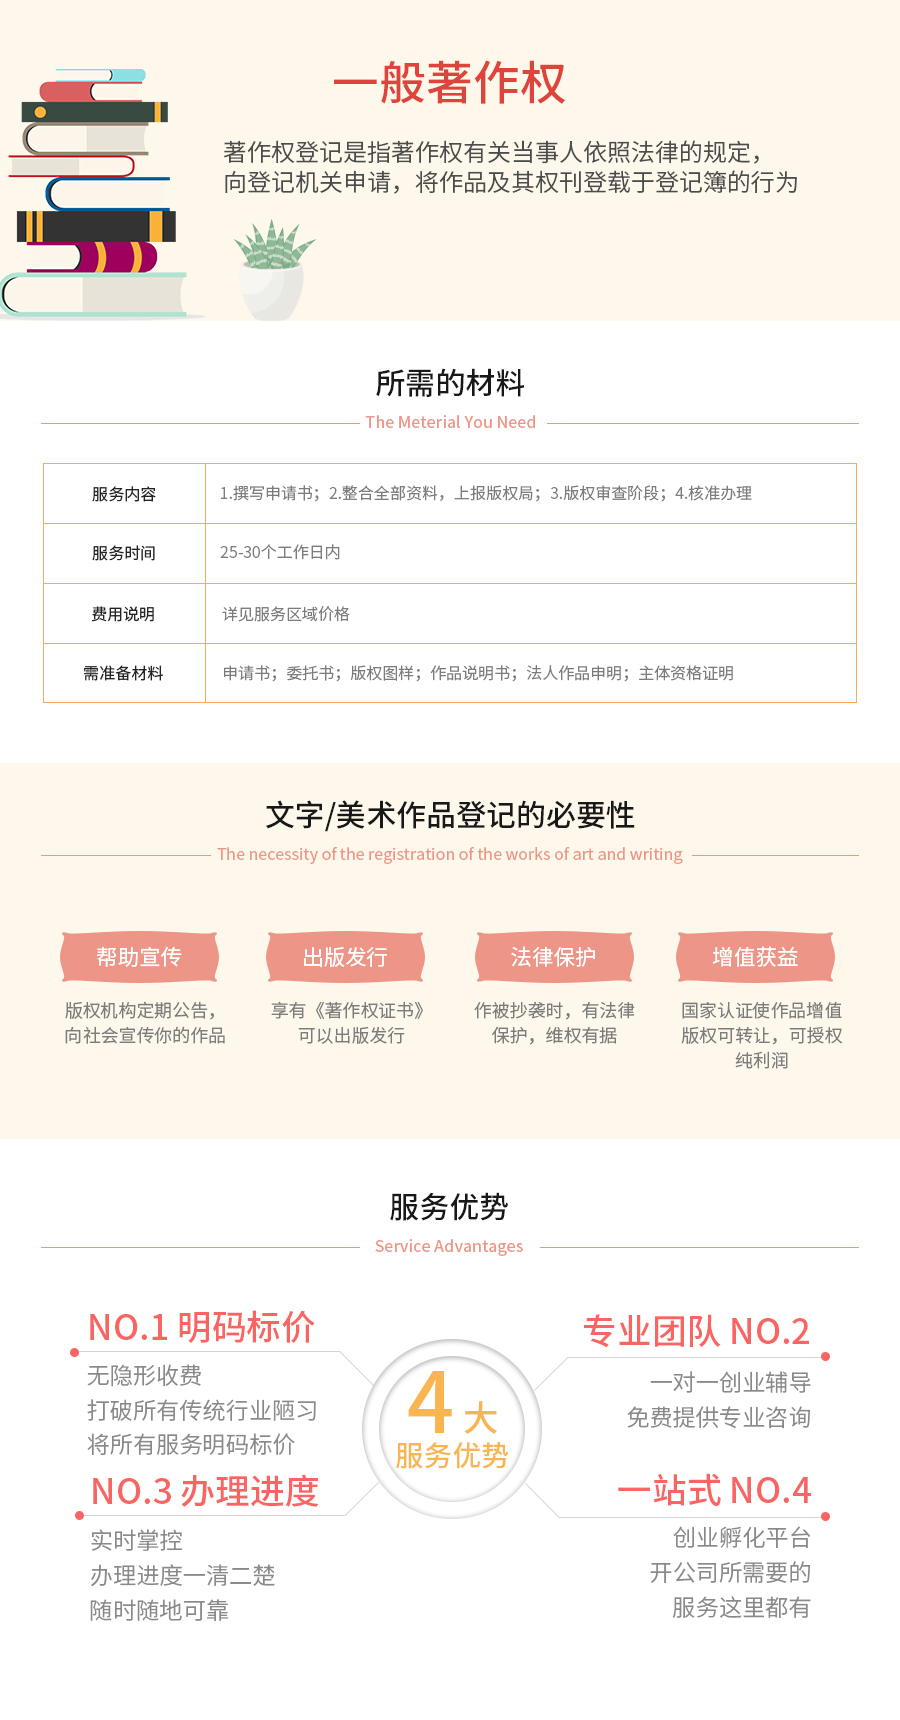 一般著作权
著作权登记是指著作权有关当事人依照法律的规定，
向登记机关申请，将作品及其权刊登载于登记簿的行为
所需的材料
The Meterial You Need
服务内容 1.撰写申请书；2.整合全部资料，上报版权局；3.版权审查阶段；4.核准办理
服务时间 25-30个工作日内
费用说明 详见服务区域价格
需准备材料 申请书；委托书；版权图样；作品说明书；法人作品申明；主体资格证明
文字/美术作品登记的必要性
The necessity of the registration of the works of art and writing
帮助宣传
版权机构定期公告，
向社会宣传你的作品
出版发行
享有《著作权证书》
可以出版发行
法律保护
作被抄袭时，有法律
保护，维权有据
增值获益
国家认证使作品增值
版权可转让，可授权
纯利润
服务优势
Service Advantages
NO.1 明码标价
无隐形收费
打破所有传统行业陋习
将所有服务明码标价
专业团队 NO.2
一对一创业辅导
免费提供专业咨询
4大
服务优势
NO.3 办理进度
实时掌控
办理进度一清二楚
随时随地可靠
一站式 NO.4
创业孵化平台
开公司所需要的
服务这里都有